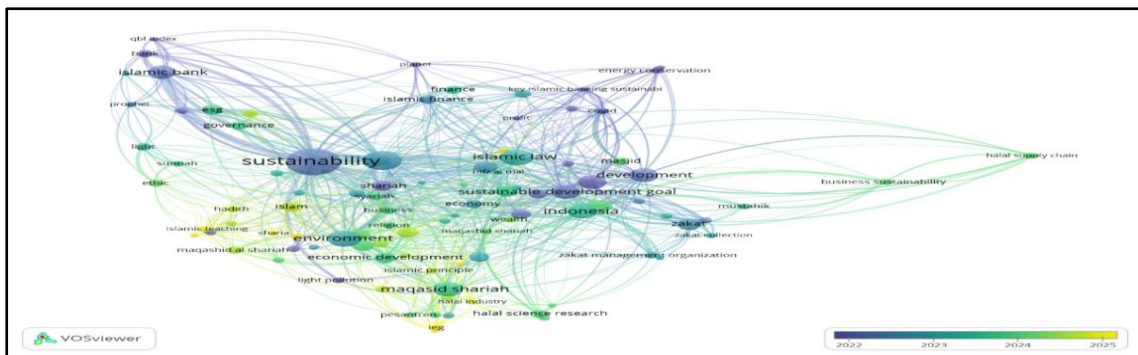 qbl index
bank
islamic bank
planet
energy conservation
finance
key islamic banking sustainabi
islamic finance
prophet
esg
covid
profit
governance
light
sustainability
islamic law
masjid
halal supply chain
sunnah
hifz al mal
development
ethic
shariah
business sustainability
syariah
sustainable development goal
hadith
islam
economy
indonesia
mustahik
business
wealth
zakat
islamic teaching
sharia
religion
maqashid shariah
zakat collection
environment
maqashid al shariah
economic development
zakat management organization
islamic principle
light pollution
maqasid shariah
halal industry
pesantren
halal science research
ieg
VOSviewer
2022 2023 2024 2025